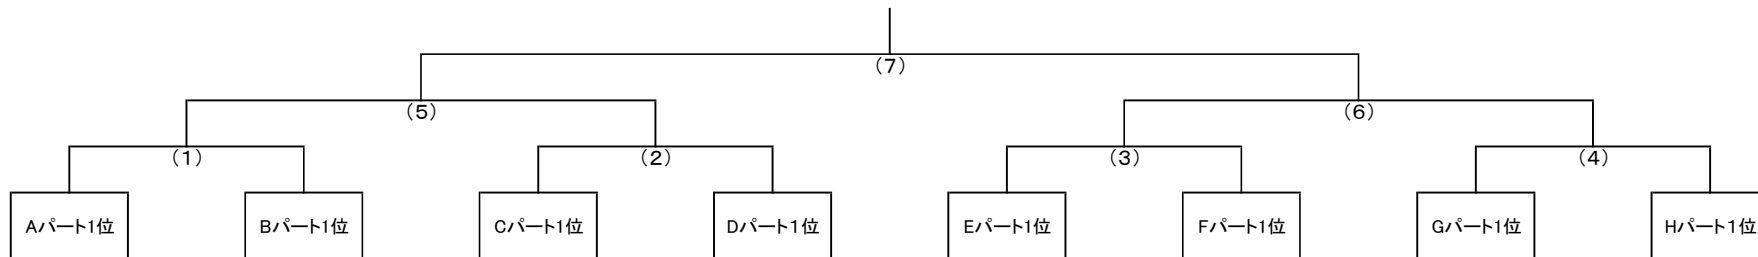 （７）
（５）
（６）
（１）
（２）
（３）
（４）
Aパート1位
Bパート1位
Cパート1位
Dパート1位
Eパート1位
Fパート1位
Gパート1位
Hパート1位